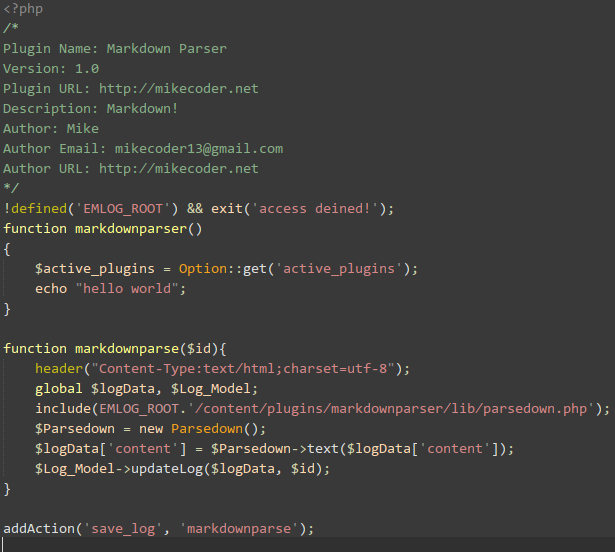 <?php
/*
Plugin Name: Markdown Parser
Version: 1.0
Plugin URL: http://mikecoder.net
Description: Markdown!
Author: Mike
Author Email: mikecoder13@gmail.com
Author URL: http://mikecoder.net
*/
!defined('EMLOG_ROOT') && exit('access deined!');
function markdownparser()
{
    $active_plugins = Option::get('active_plugins');
    echo "hello world";
}

function markdownparse($id){
    header("Content-Type:text/html;charset=utf-8");
    global $logData, $Log_Model;
    include(EMLOG_ROOT.'/content/plugins/markdownparser/lib/parsedown.php');
    $Parsedown = new Parsedown();
    $logData['content'] = $Parsedown->text($logData['content']);
    $Log_Model->updateLog($logData, $id);
}

addAction('save_log', 'markdownparse');